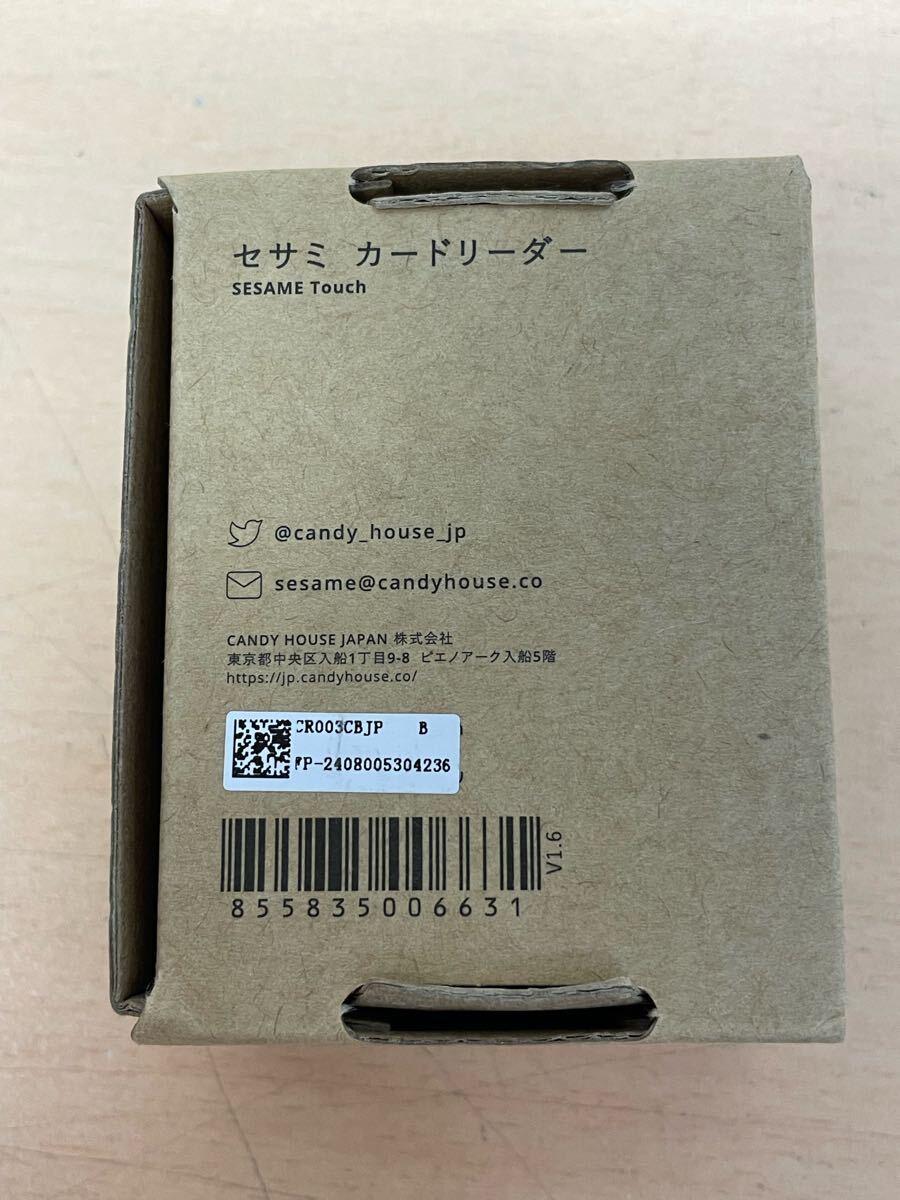 セサミ カードリーダー
SESAME Touch
@candy_house_jp
sesame@candyhouse.co
CANDY HOUSE JAPAN 株式会社
東京都中央区入船1丁目9-8 ピエノアーク入船5階
https://jp.candyhouse.co/
CR003CBJP B
FP-2408005304236
V1.6
855835006631